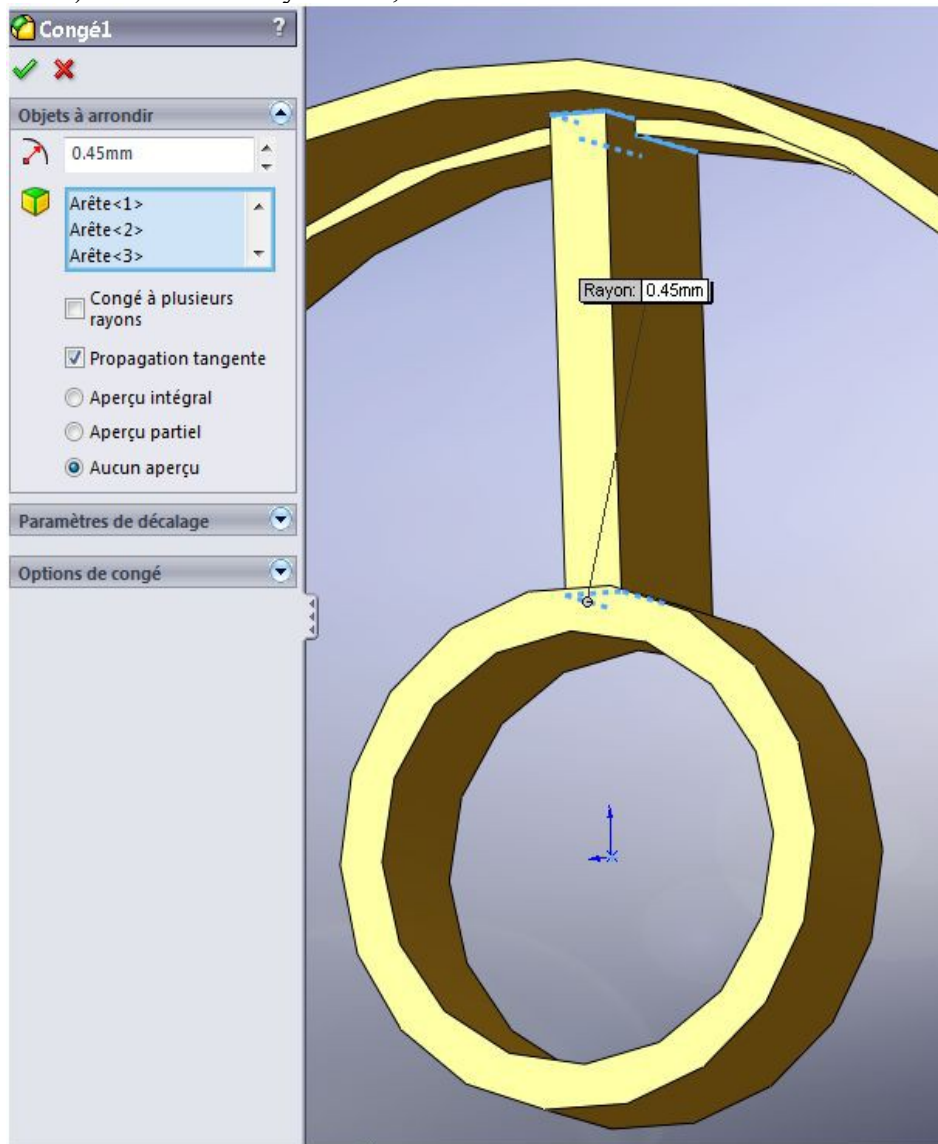 Congé1 ?
Objets à arrondir
0.45mm
Arête<1>
Arête<2>
Arête<3>
Congé à plusieurs
rayons
Propagation tangente
Aperçu intégral
Aperçu partiel
Aucun aperçu
Paramètres de décalage
Options de congé
Rayon: 0.45mm